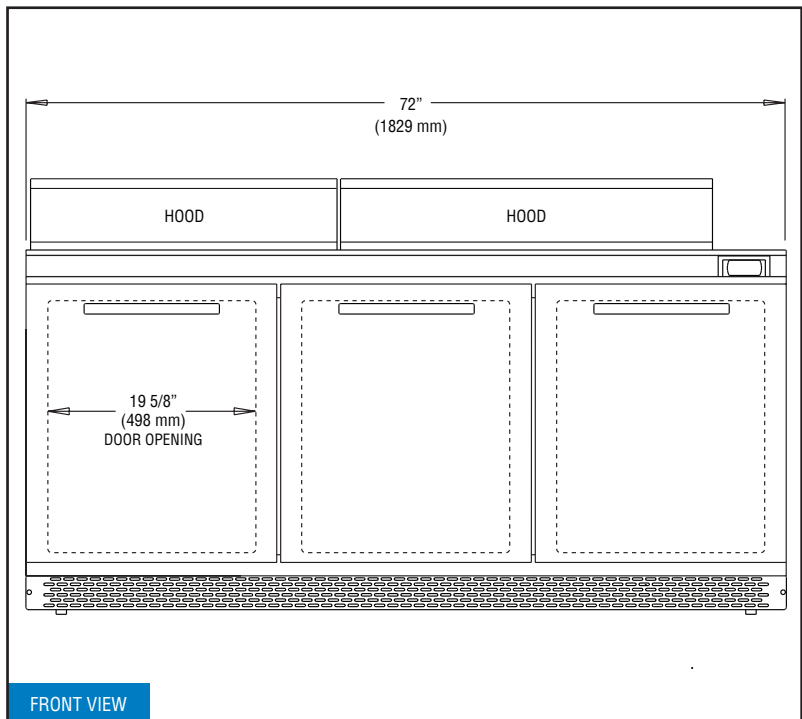 72”
(1829 mm)
HOOD
HOOD
19 5/8”
(498 mm)
DOOR OPENING
FRONT VIEW